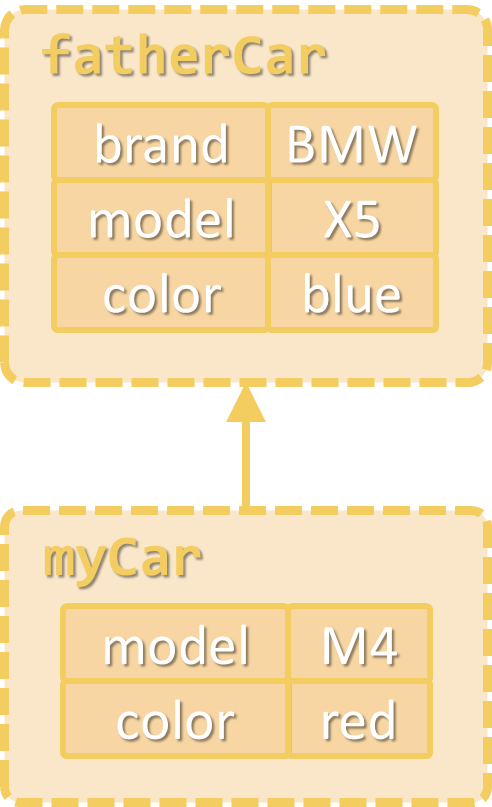 fatherCar
brand BMW
model X5
color blue
myCar
model M4
color red